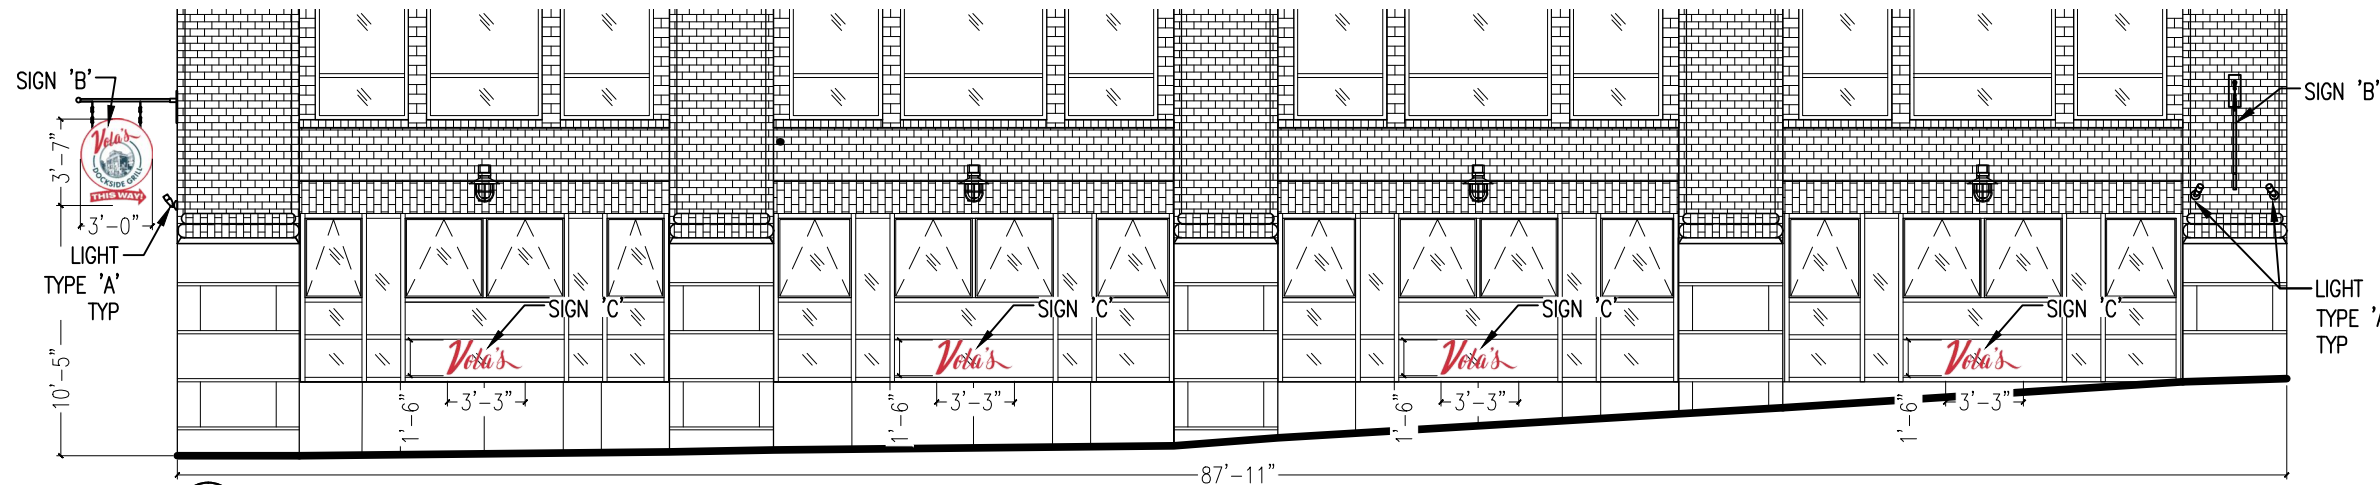 SIGN 'B'
Vola's
DOCKSIDE GRILL
THIS WAY
3'-7"
3'-0"
LIGHT
TYPE 'A'
TYP
10'-5"
SIGN 'C'
Vola's
1'-6"
3'-3"
SIGN 'C'
Vola's
1'-6"
3'-3"
SIGN 'C'
Vola's
1'-6"
3'-3"
SIGN 'C'
Vola's
1'-6"
3'-3"
SIGN 'B'
LIGHT
TYPE 'A
TYP
87'-11"